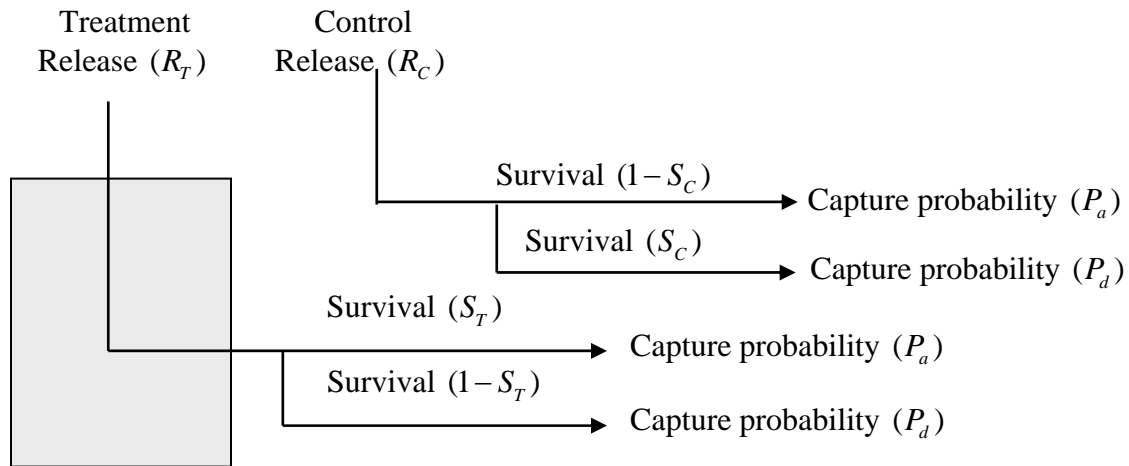 Treatment
Release (R_T)
Control
Release (R_C)
Survival (1– S_C)
Capture probability (P_a)
Survival (S_C)
Capture probability (P_d)
Survival (S_T)
Capture probability (P_a)
Survival (1– S_T)
Capture probability (P_d)